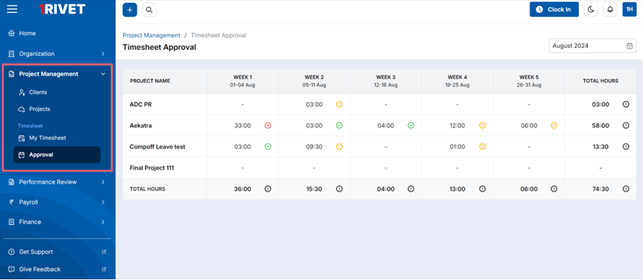 1RIVET
Clock In
1H
Home
Organization
Project Management
Clients
Projects
Timesheet
My Timesheet
Approval
Performance Review
Payroll
Finance
Get Support
Give Feedback
Project Management / Timesheet Approval
Timesheet Approval
August 2024
PROJECT NAME WEEK 1 WEEK 2 WEEK 3 WEEK 4 WEEK 5 TOTAL HOURS
01-04 Aug 05-11 Aug 12-18 Aug 19-25 Aug 26-31 Aug
ADC PR - 03:00 - - - 03:00
Aekatra 33:00 03:00 04:00 12:00 06:00 58:00
Compoff Leave test 03:00 09:30 - 01:00 - 13:30
Final Project 111 - - - - - -
TOTAL HOURS 36:00 15:30 04:00 13:00 06:00 74:30